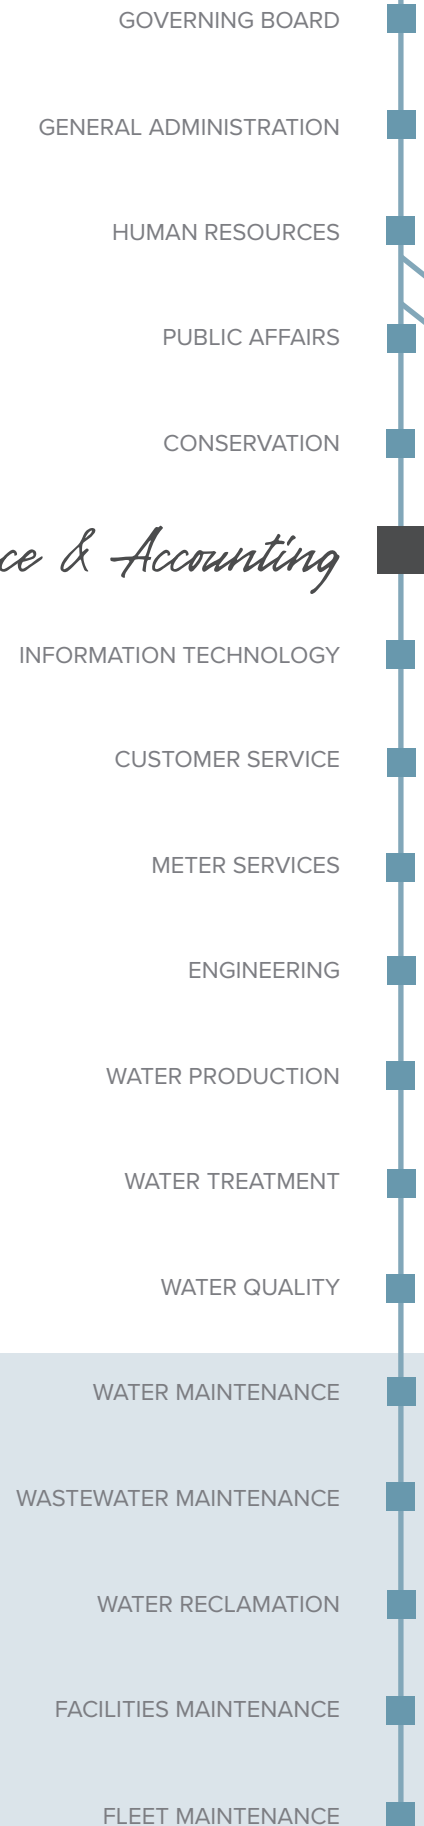 GOVERNING BOARD
GENERAL ADMINISTRATION
HUMAN RESOURCES
PUBLIC AFFAIRS
CONSERVATION
ce & Accounting
INFORMATION TECHNOLOGY
CUSTOMER SERVICE
METER SERVICES
ENGINEERING
WATER PRODUCTION
WATER TREATMENT
WATER QUALITY
WATER MAINTENANCE
WASTEWATER MAINTENANCE
WATER RECLAMATION
FACILITIES MAINTENANCE
FLEET MAINTENANCE